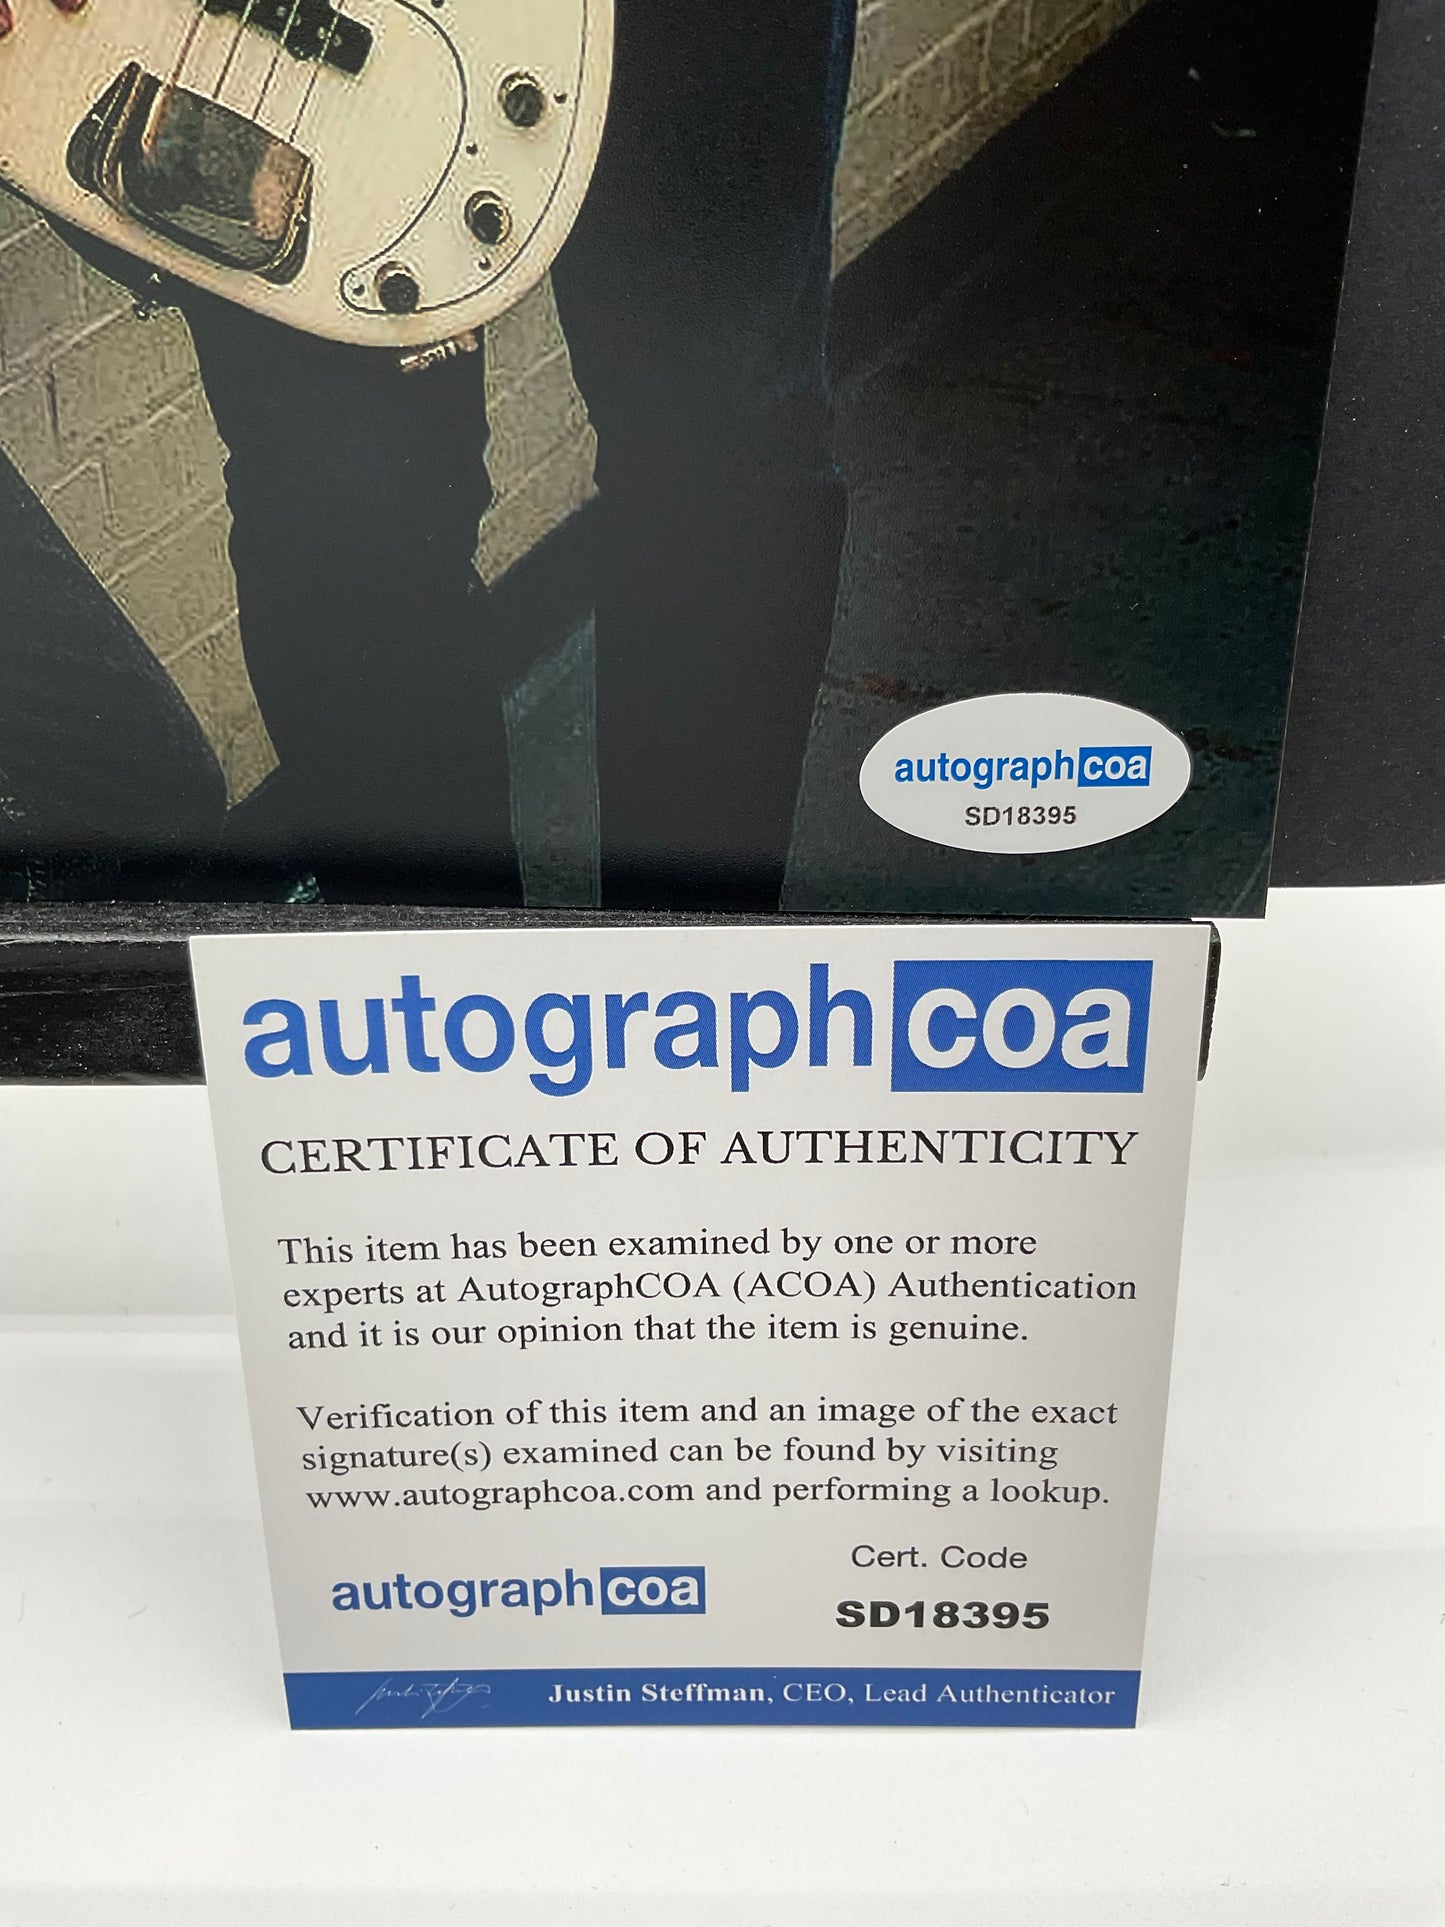 autographcoa
SD18395
autographcoa
CERTIFICATE OF AUTHENTICITY
This item has been examined by one or more
experts at AutographCOA (ACOA) Authentication
and it is our opinion that the item is genuine.
Verification of this item and an image of the exact
signature(s) examined can be found by visiting
www.autographcoa.com and performing a lookup.
Cert. Code
autographcoa
SD18395
Justin Steffman, CEO, Lead Authenticator